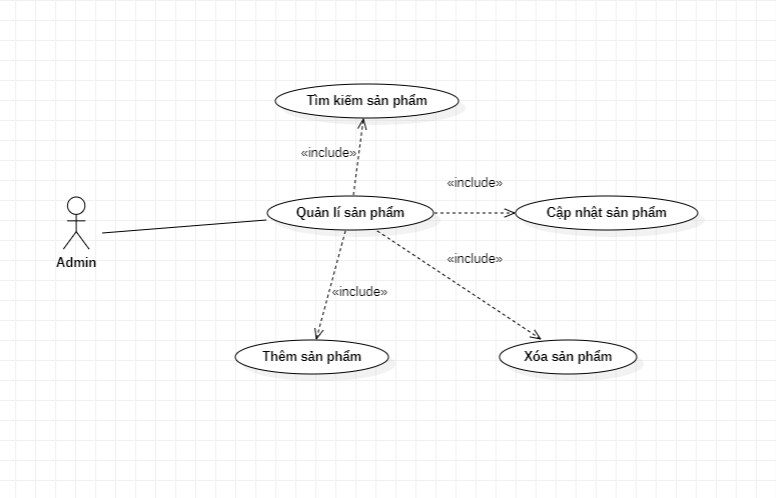 Tìm kiếm sản phẩm
«include»
«include»
Quản lí sản phẩm
Cập nhật sản phẩm
Admin
«include»
«include»
Thêm sản phẩm
Xóa sản phẩm